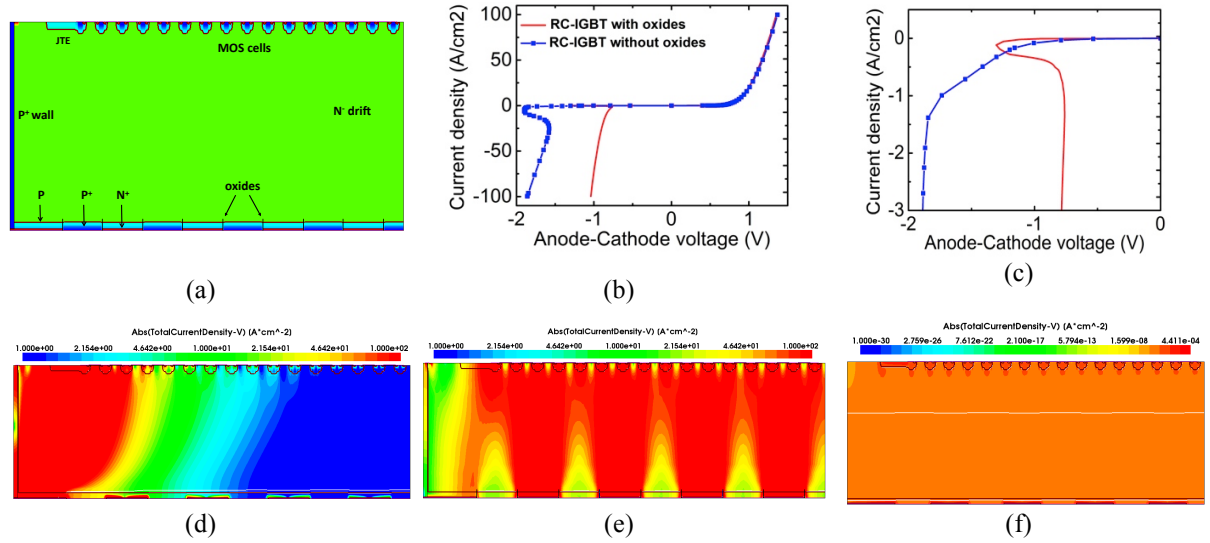 JTE
MOS cells
P⁺ wall
N⁻ drift
P
P⁺
N⁺
oxides
(a)
100
50
0
-50
-100
Current density (A/cm2)
RC-IGBT with oxides
RC-IGBT without oxides
-2
-1
0
1
Anode-Cathode voltage (V)
(b)
0
-1
-2
-3
Current density (A/cm2)
-2
-1
0
Anode-Cathode voltage (V)
(c)
Abs(TotalCurrentDensity-V) (A*cm^-2)
1.000e+00 2.154e+00 4.642e+00 1.000e+01 2.154e+01 4.642e+01 1.000e+02
(d)
Abs(TotalCurrentDensity-V) (A*cm^-2)
1.000e+00 2.154e+00 4.642e+00 1.000e+01 2.154e+01 4.642e+01 1.000e+02
(e)
Abs(TotalCurrentDensity-V) (A*cm^-2)
1.000e-30 2.759e-26 7.612e-22 2.100e-17 5.794e-13 1.599e-08 4.411e-04
(f)